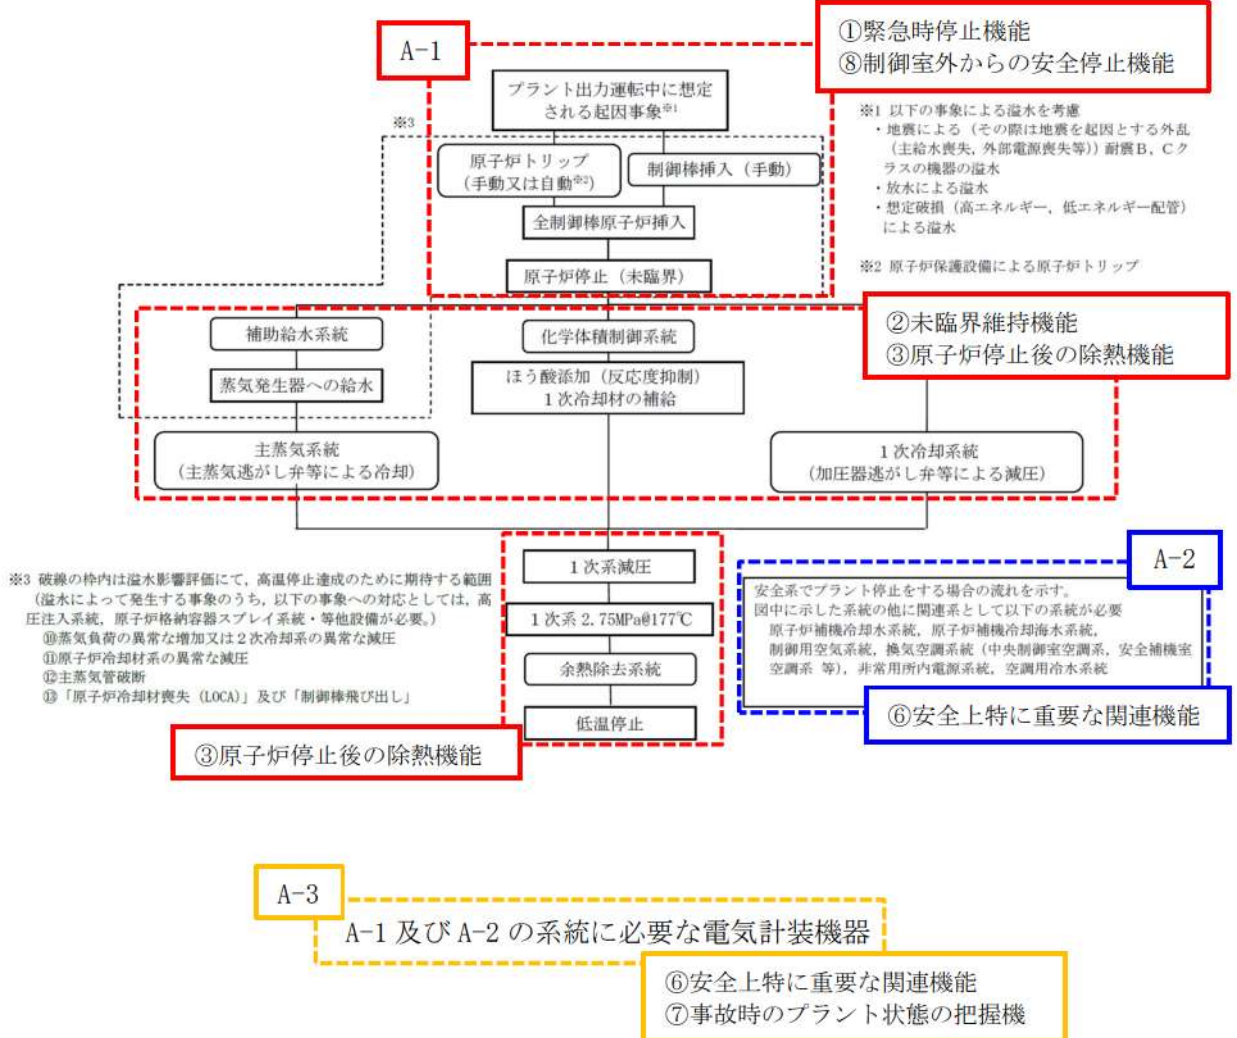 A-1
①緊急時停止機能
⑧制御室外からの安全停止機能
プラント出力運転中に想定
される起因事象※1
※3
原子炉トリップ
(手動又は自動※2)
制御棒挿入（手動）
全制御棒原子炉挿入
原子炉停止（未臨界）
※1 以下の事象による溢水を考慮
・地震による（その際は地震を起因とする外乱
（主給水喪失，外部電源喪失等））耐震B，Cク
ラスの機器の溢水
・放水による溢水
・想定破損（高エネルギー，低エネルギー配管）
による溢水
※2 原子炉保護設備による原子炉トリップ
②未臨界維持機能
③原子炉停止後の除熱機能
補助給水系統
蒸気発生器への給水
主蒸気系統
(主蒸気逃がし弁等による冷却)
化学体積制御系統
ほう酸添加（反応度抑制）
1次冷却材の補給
1次冷却系統
(加圧器逃がし弁等による減圧)
1次系減圧
1次系 2.75MPa@177℃
余熱除去系統
低温停止
③原子炉停止後の除熱機能
※3 破線の枠内は溢水影響評価にて，高温停止達成のために期待する範囲
（溢水によって発生する事象のうち，以下の事象への対応としては，高
圧注入系統，原子炉格納容器スプレイ系統・等他設備が必要。）
⑩蒸気負荷の異常な増加又は2次冷却系の異常な減圧
⑪原子炉冷却材系の異常な減圧
⑫主蒸気管破断
⑬「原子炉冷却材喪失（LOCA）」及び「制御棒飛び出し」
A-2
安全系でプラント停止をする場合の流れを示す。
図中に示した系統の他に関連系として以下の系統が必要
原子炉補機冷却水系統，原子炉補機冷却海水系統，
制御用空気系統，換気空調系統（中央制御室空調系，安全補機室
空調系 等），非常用所内電源系統，空調用冷水系統
⑥安全上特に重要な関連機能
A-3
A-1 及び A-2 の系統に必要な電気計装機器
⑥安全上特に重要な関連機能
⑦事故時のプラント状態の把握機